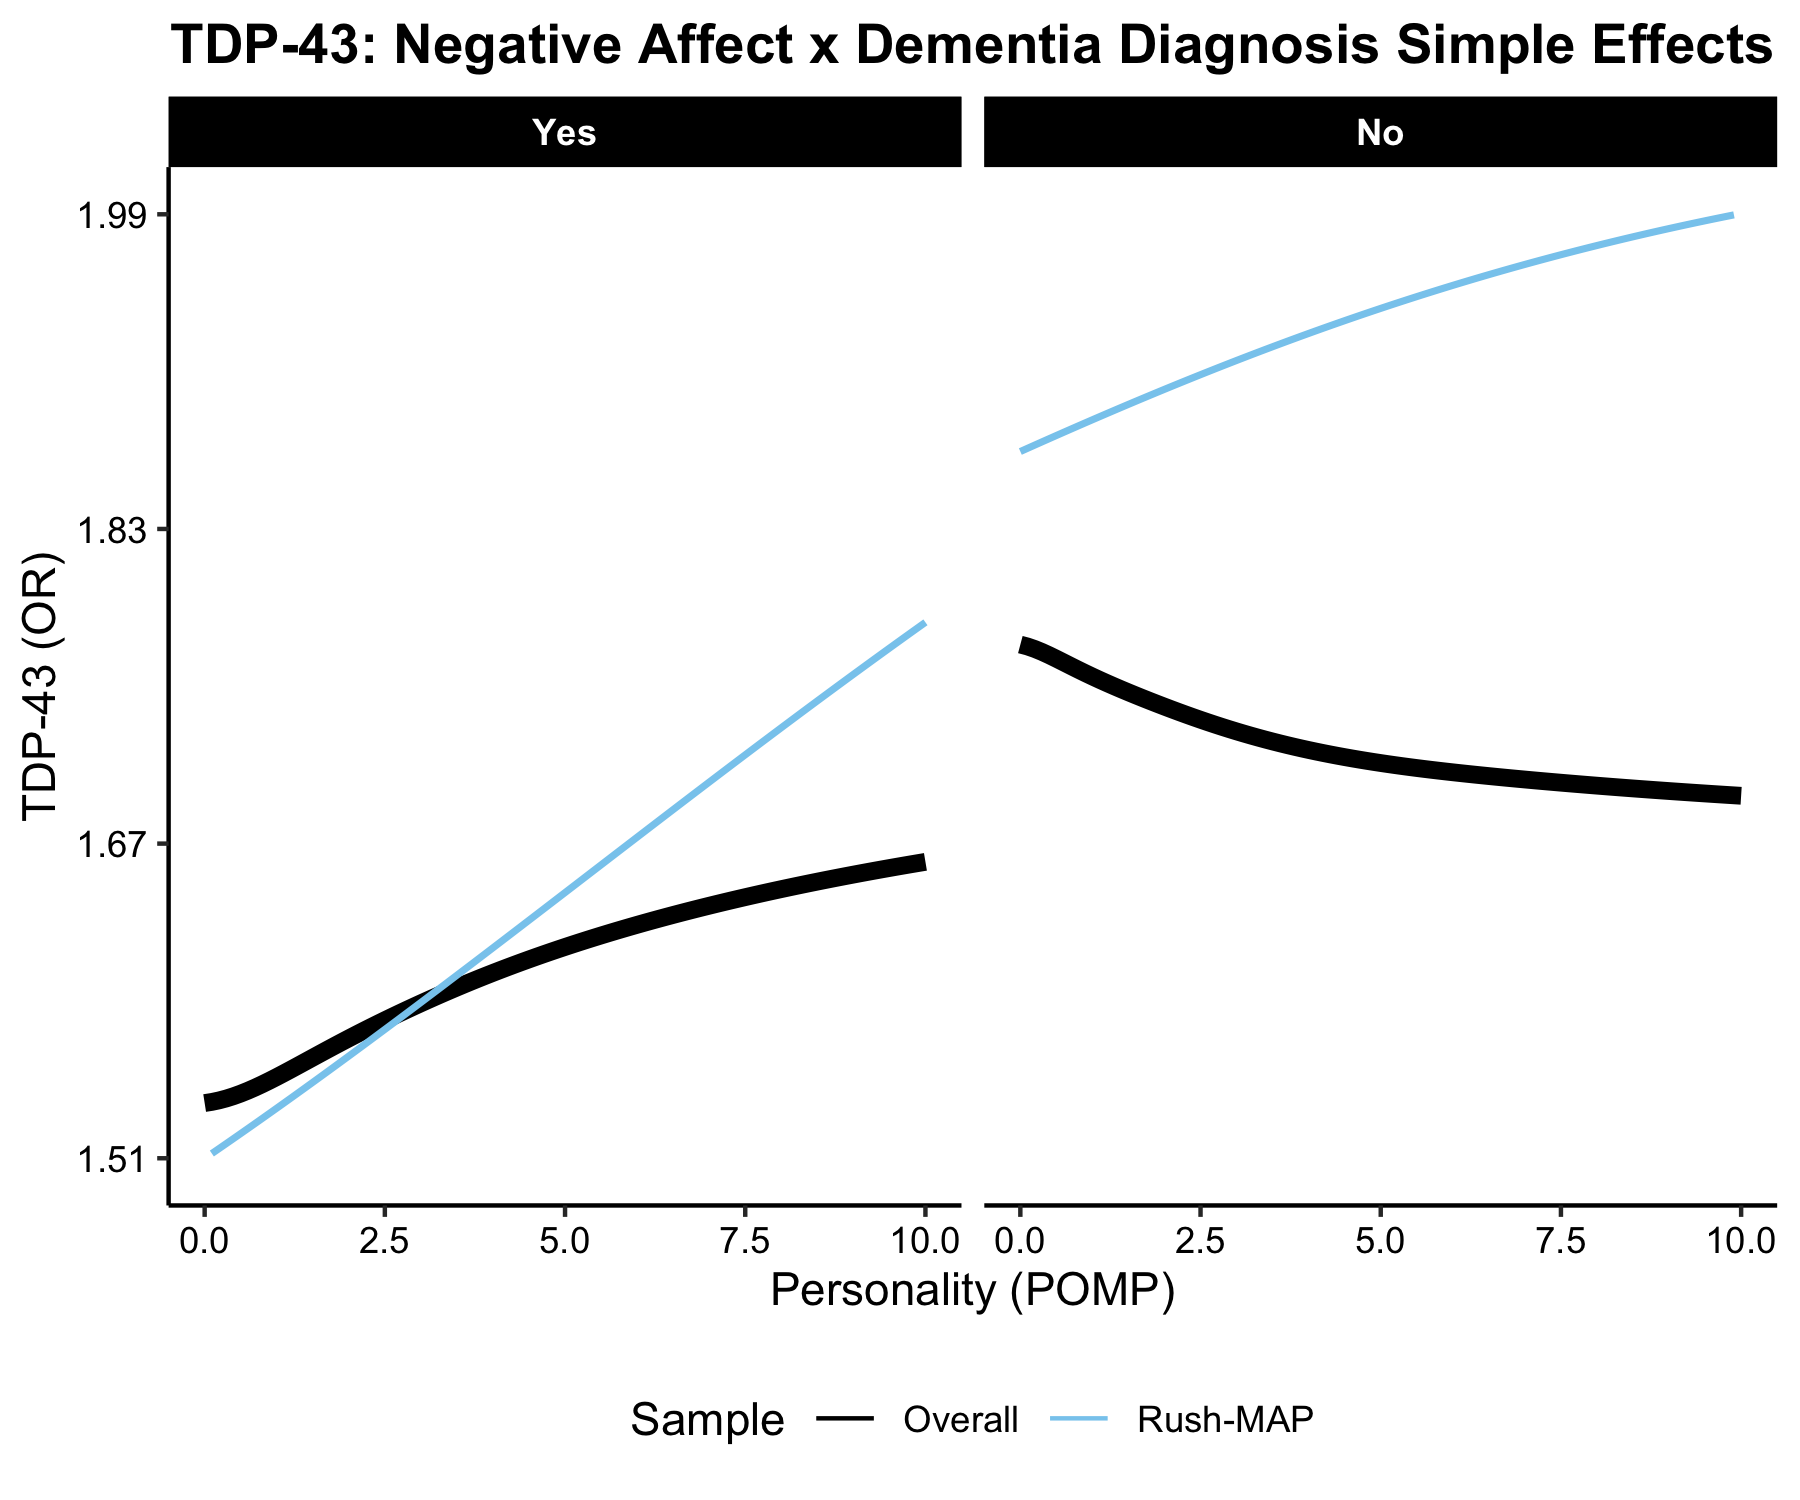 TDP-43: Negative Affect x Dementia Diagnosis Simple Effects
Yes
No
1.99
1.83
1.67
1.51
TDP-43 (OR)
0.0 2.5 5.0 7.5 10.0 0.0 2.5 5.0 7.5 10.0
Personality (POMP)
Sample Overall Rush-MAP